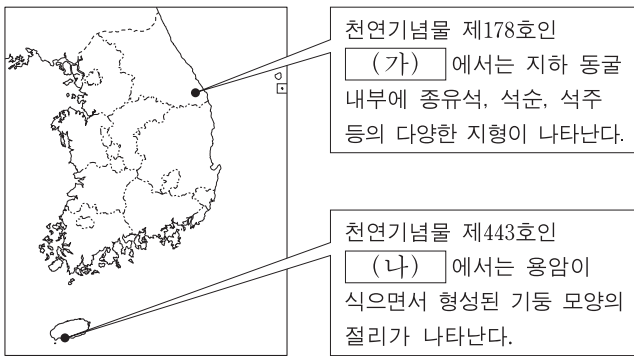 천연기념물 제178호인
(가) 에서는 지하 동굴
내부에 종유석, 석순, 석주
등의 다양한 지형이 나타난다.
천연기념물 제443호인
(나) 에서는 용암이
식으면서 형성된 기둥 모양의
절리가 나타난다.